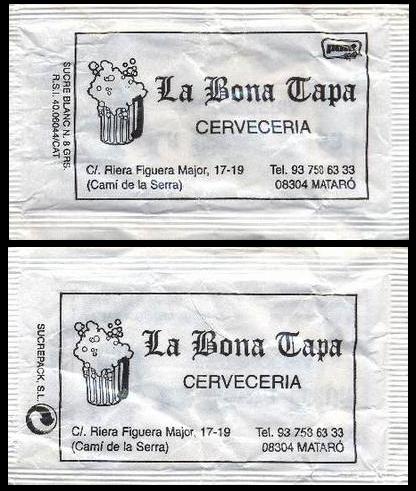 SUCRE BLANC N. 8 GRS.
R.S.I. 40.06044/CAT
La Bona Tapa
CERVECERIA
C/. Riera Figuera Major, 17-19
(Camí de la Serra)
Tel. 93 758 63 33
08304 MATARÓ
SUCREPACK, S.L.
La Bona Tapa
CERVECERIA
C/. Riera Figuera Major, 17-19
(Camí de la Serra)
Tel. 93 758 63 33
08304 MATARÓ